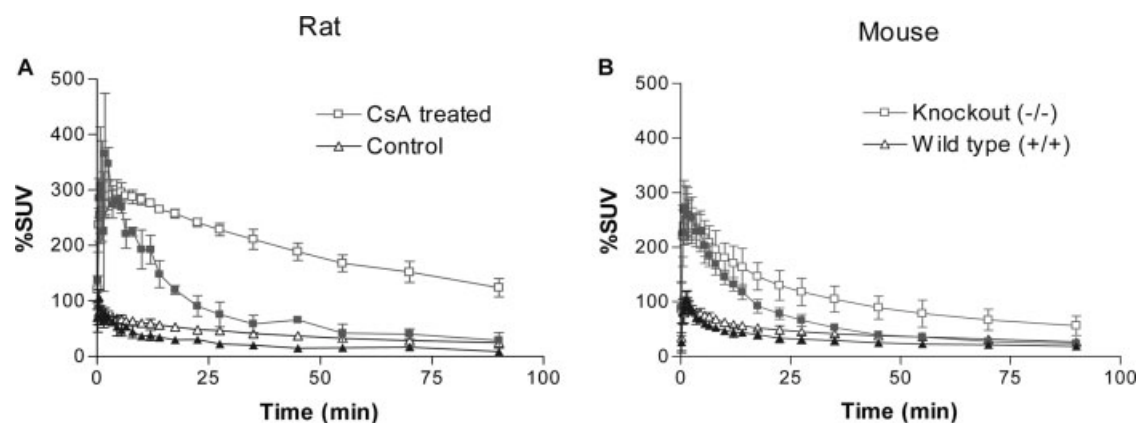 Rat
Mouse
A
500
400
300
200
100
0
%SUV
CsA treated
Control
0
25
50
75
100
Time (min)
B
500
400
300
200
100
0
%SUV
Knockout (-/-)
Wild type (+/+)
0
25
50
75
100
Time (min)